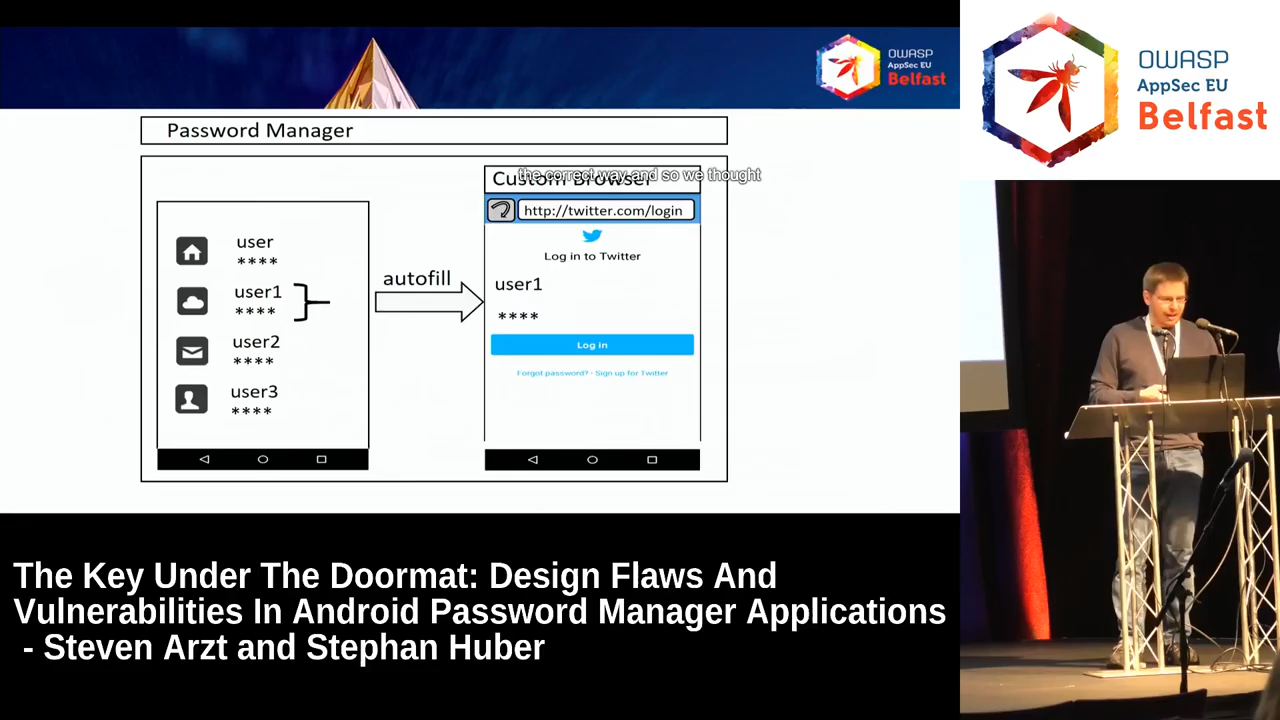 OWASP
AppSec EU
Belfast
OWASP
AppSec EU
Belfast
Password Manager
Custom Browser
the correct way and so we thought
http://twitter.com/login
Log in to Twitter
user
****
user1
****
user2
****
user3
****
autofill
user1
****
Log in
Forgot password? · Sign up for Twitter
The Key Under The Doormat: Design Flaws And
Vulnerabilities In Android Password Manager Applications
- Steven Arzt and Stephan Huber